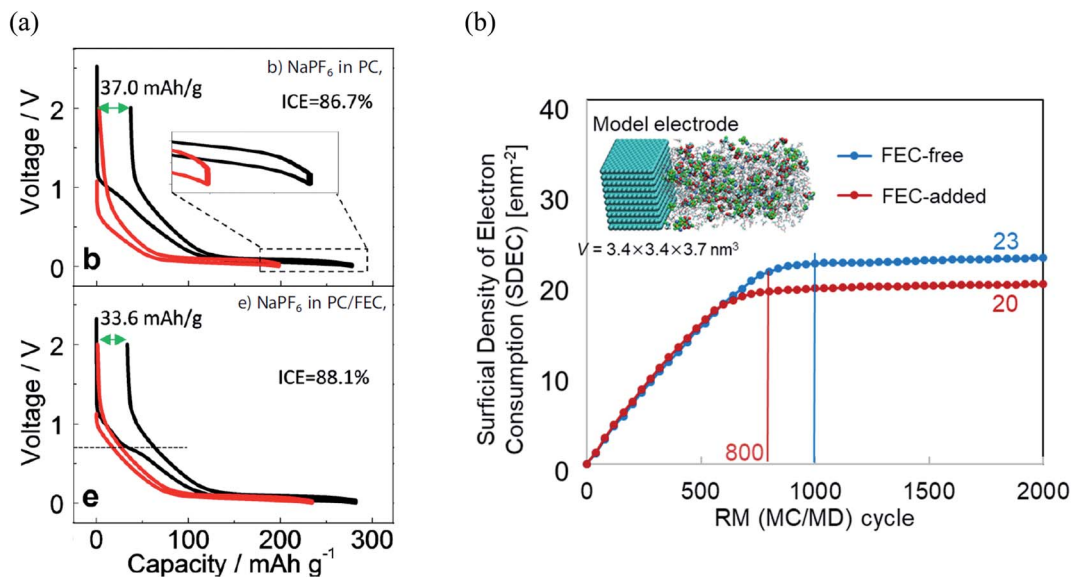 (a)
b) NaPF₆ in PC,
37.0 mAh/g
ICE=86.7%
2
1
0
Voltage / V
b
e) NaPF₆ in PC/FEC,
33.6 mAh/g
ICE=88.1%
2
1
0
Voltage / V
e
0 100 200 300
Capacity / mAh g⁻¹
(b)
40
30
20
10
0
Surficial Density of Electron
Consumption (SDEC) [enm⁻²]
Model electrode
V = 3.4×3.4×3.7 nm³
FEC-free
FEC-added
23
20
800
0 500 1000 1500 2000
RM (MC/MD) cycle